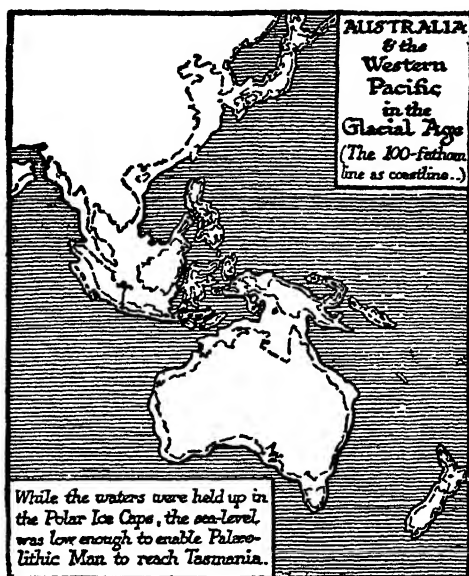 AUSTRALIA
& the
Western
Pacific
in the
Glacial Age
(The 100-fathom
line as coastline..)
While the waters were held up in
the Polar Ice Caps, the sea-level
was low enough to enable Palæo-
lithic Man to reach Tasmania..